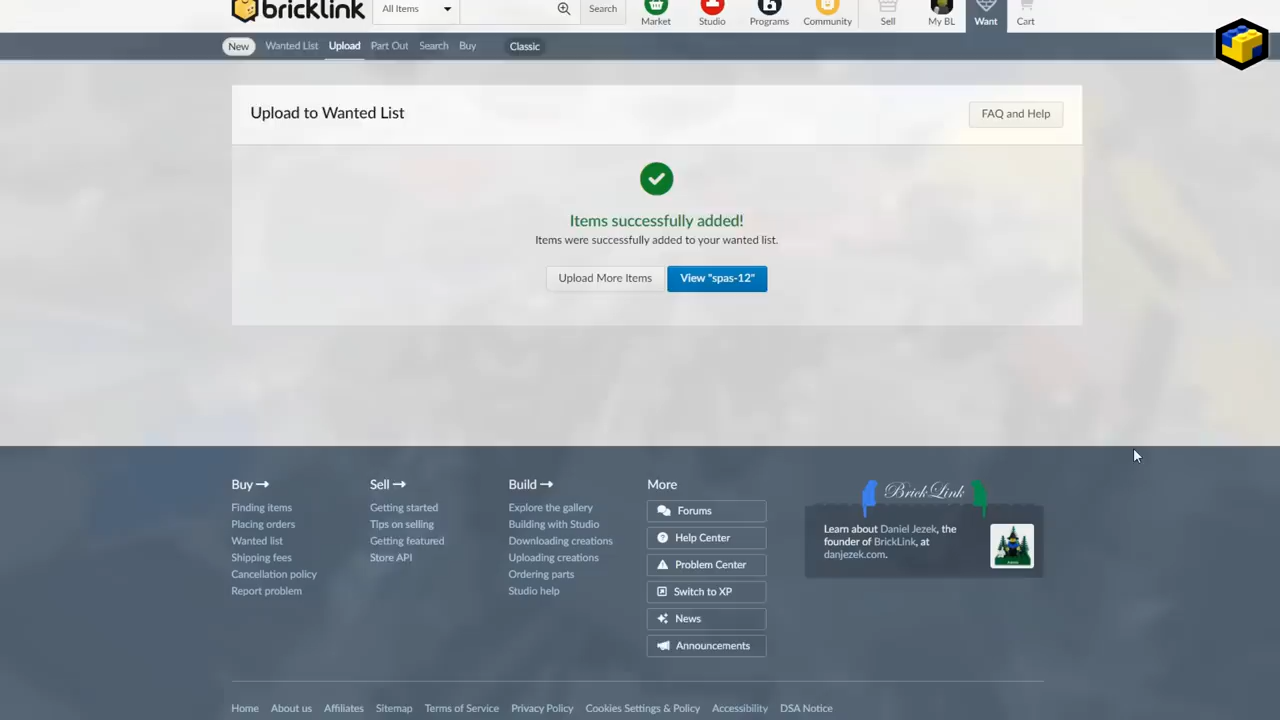 bricklink
All Items
Search
Market
Studio
Programs
Community
Sell
My BL
Want
Cart
New
Wanted List
Upload
Part Out
Search
Buy
Classic
Upload to Wanted List
FAQ and Help
Items successfully added!
Items were successfully added to your wanted list.
Upload More Items
View "spas-12"
Buy
Finding items
Placing orders
Wanted list
Shipping fees
Cancellation policy
Report problem
Sell
Getting started
Tips on selling
Getting featured
Store API
Build
Explore the gallery
Building with Studio
Downloading creations
Uploading creations
Ordering parts
Studio help
More
Forums
Help Center
Problem Center
Switch to XP
News
Announcements
BrickLink
Learn about Daniel Jezek, the
founder of BrickLink, at
danjezek.com.
Home
About us
Affiliates
Sitemap
Terms of Service
Privacy Policy
Cookies Settings & Policy
Accessibility
DSA Notice